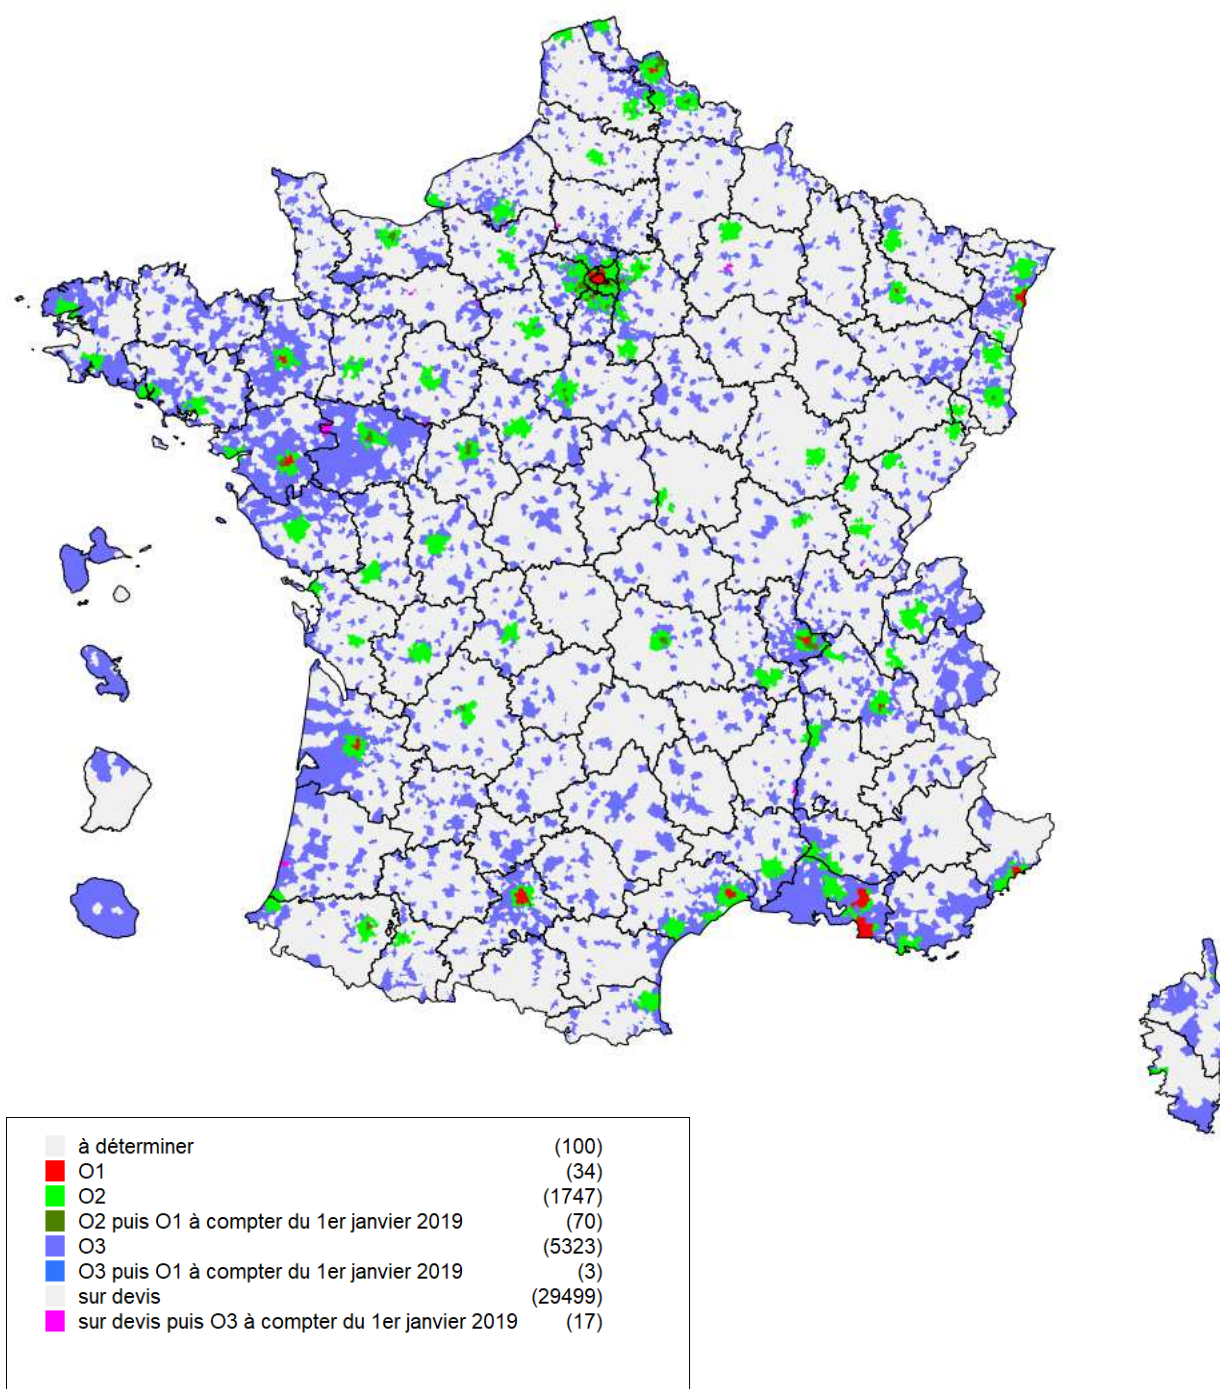 à déterminer (100)
O1 (34)
O2 (1747)
O2 puis O1 à compter du 1er janvier 2019 (70)
O3 (5323)
O3 puis O1 à compter du 1er janvier 2019 (3)
sur devis (29499)
sur devis puis O3 à compter du 1er janvier 2019 (17)